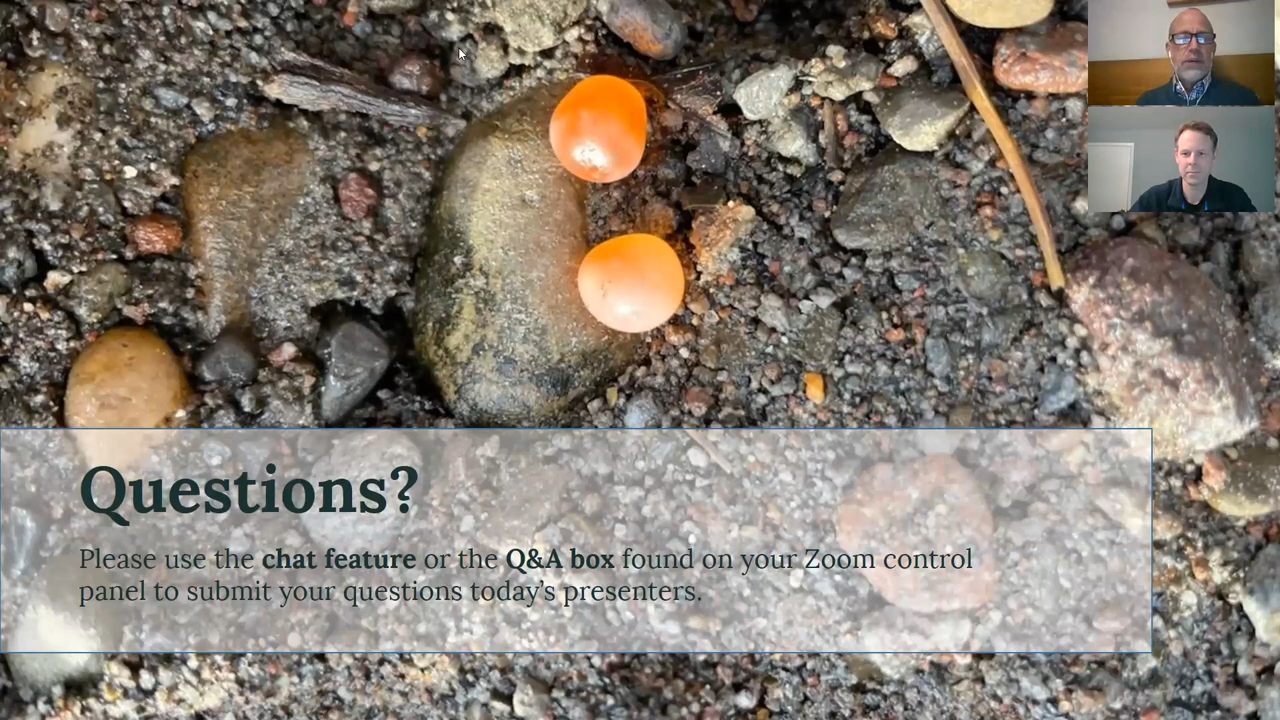 Questions?
Please use the chat feature or the Q&A box found on your Zoom control
panel to submit your questions today’s presenters.